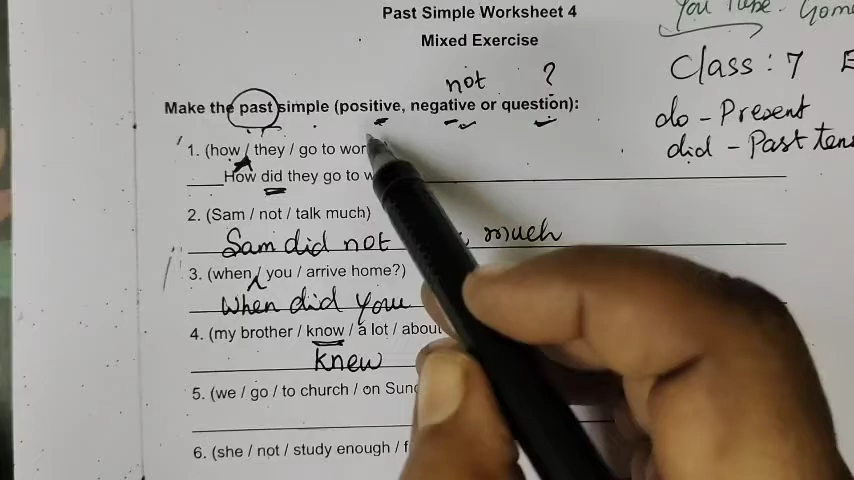 Past Simple Worksheet 4
You Tube
Mixed Exercise
Class : 7 E
not ?
Make the past simple (positive, negative or question):
do - Present
did - Past tens
1. (how / they / go to wor
How did they go to w
2. (Sam / not / talk much)
Sam did not much
3. (when / you / arrive home?)
When did you
4. (my brother / know / a lot / about
knew
5. (we / go / to church / on Sun
6. (she / not / study enough / f